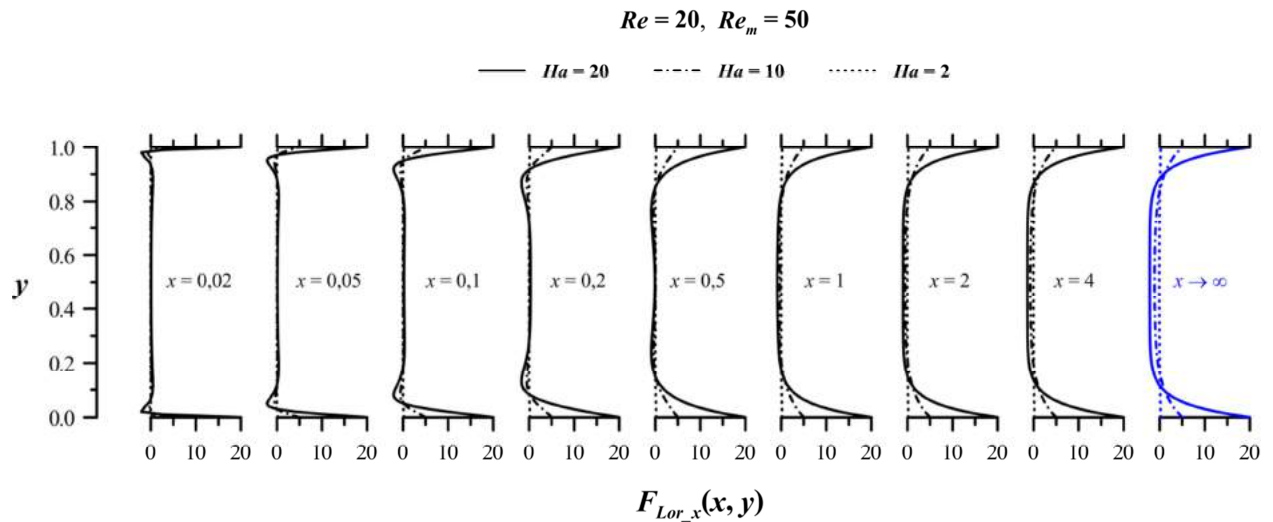 Re = 20, Re_m = 50
Ha = 20 Ha = 10 Ha = 2
1.0
0.8
0.6
0.4
0.2
0.0
y
x = 0,02 x = 0,05 x = 0,1 x = 0,2 x = 0,5 x = 1 x = 2 x = 4 x → ∞
0 10 20 0 10 20 0 10 20 0 10 20 0 10 20 0 10 20 0 10 20 0 10 20 0 10 20
F_Lor_x(x, y)